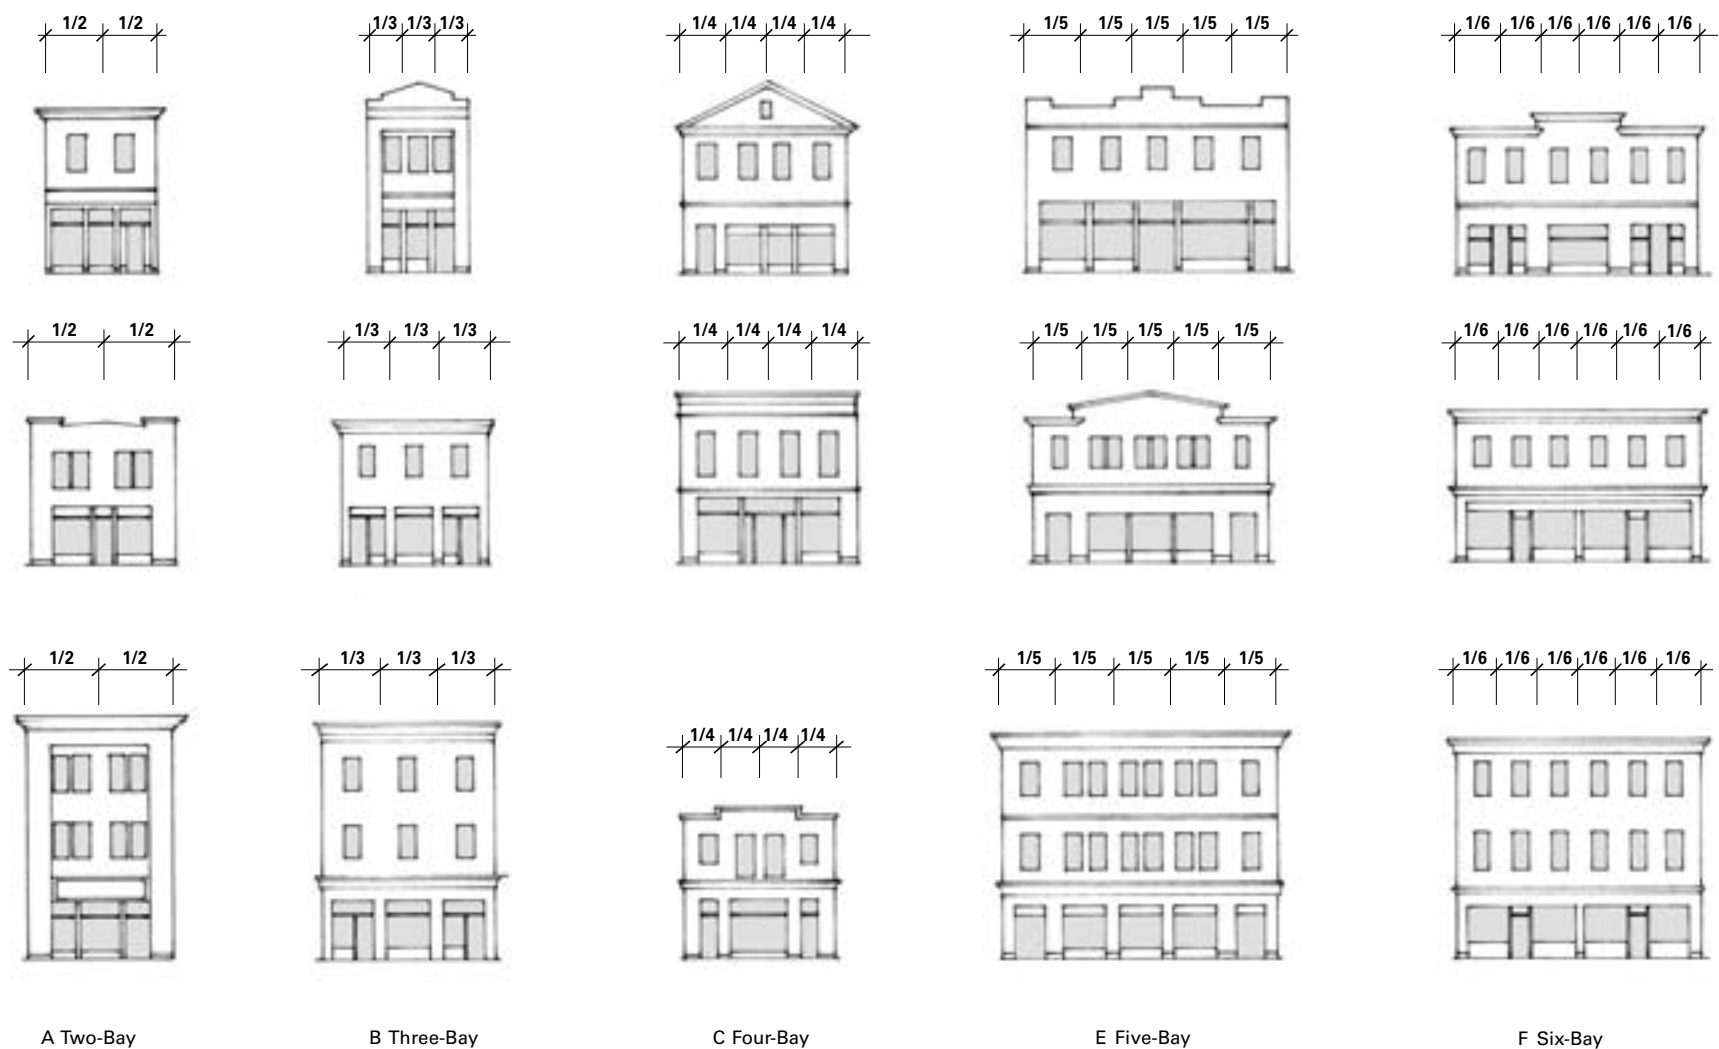 1/2 1/2 1/3 1/3 1/3 1/4 1/4 1/4 1/4 1/5 1/5 1/5 1/5 1/5 1/6 1/6 1/6 1/6 1/6 1/6
1/2 1/2 1/3 1/3 1/3 1/4 1/4 1/4 1/4 1/5 1/5 1/5 1/5 1/5 1/6 1/6 1/6 1/6 1/6 1/6
1/2 1/2 1/3 1/3 1/3 1/5 1/5 1/5 1/5 1/5 1/6 1/6 1/6 1/6 1/6 1/6
1/4 1/4 1/4 1/4
A Two-Bay B Three-Bay C Four-Bay E Five-Bay F Six-Bay